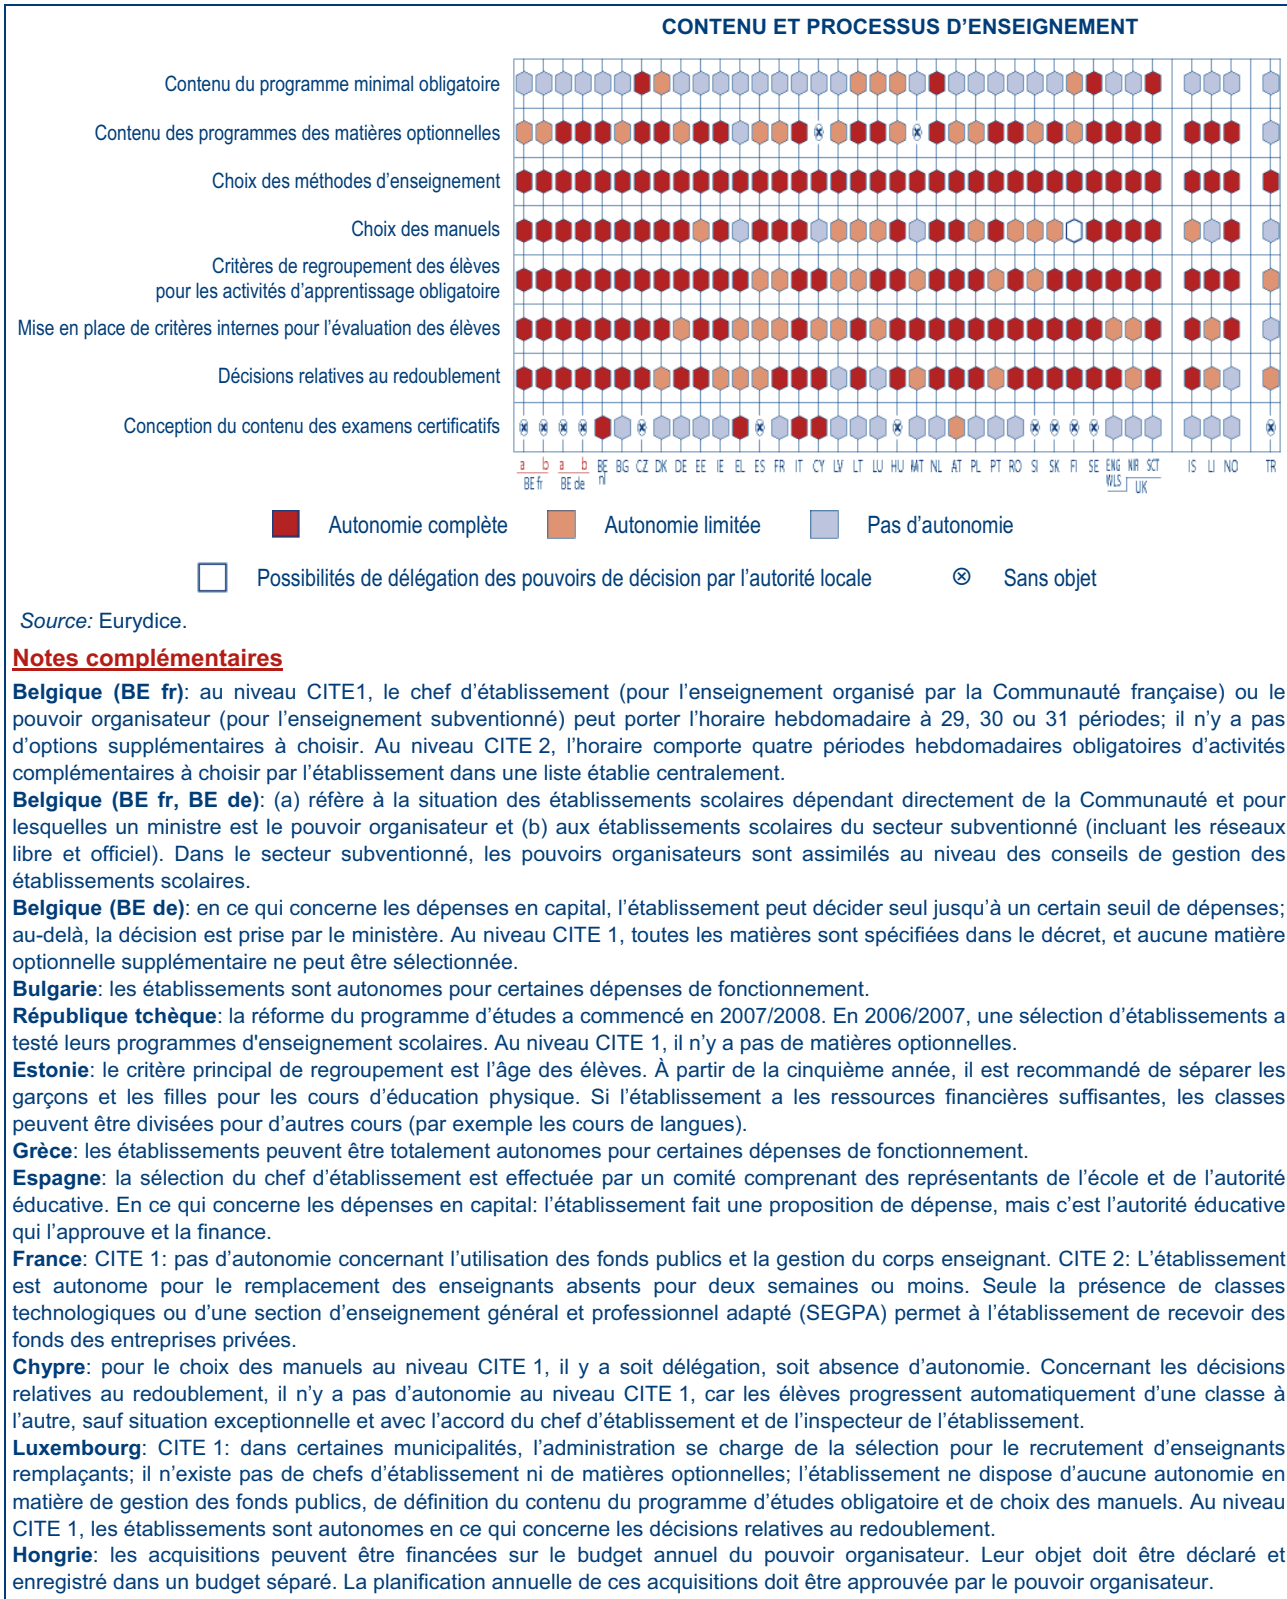 CONTENU ET PROCESSUS D’ENSEIGNEMENT
Contenu du programme minimal obligatoire
Contenu des programmes des matières optionnelles
Choix des méthodes d’enseignement
Choix des manuels
Critères de regroupement des élèves
pour les activités d’apprentissage obligatoire
Mise en place de critères internes pour l’évaluation des élèves
Décisions relatives au redoublement
Conception du contenu des examens certificatifs
a b a b BE BG CZ DK DE EE IE EL ES FR IT CY LV LT LU HU MT NL AT PL PT RO SI SK FI SE ENG NIR SCT IS LI NO TR
BE fr BE de nl WLS UK
Autonomie complète Autonomie limitée Pas d’autonomie
Possibilités de délégation des pouvoirs de décision par l’autorité locale Sans objet
Source: Eurydice.
Notes complémentaires
Belgique (BE fr): au niveau CITE1, le chef d’établissement (pour l’enseignement organisé par la Communauté française) ou le
pouvoir organisateur (pour l’enseignement subventionné) peut porter l’horaire hebdomadaire à 29, 30 ou 31 périodes; il n’y a pas
d’options supplémentaires à choisir. Au niveau CITE 2, l’horaire comporte quatre périodes hebdomadaires obligatoires d’activités
complémentaires à choisir par l’établissement dans une liste établie centralement.
Belgique (BE fr, BE de): (a) réfère à la situation des établissements scolaires dépendant directement de la Communauté et pour
lesquelles un ministre est le pouvoir organisateur et (b) aux établissements scolaires du secteur subventionné (incluant les réseaux
libre et officiel). Dans le secteur subventionné, les pouvoirs organisateurs sont assimilés au niveau des conseils de gestion des
établissements scolaires.
Belgique (BE de): en ce qui concerne les dépenses en capital, l’établissement peut décider seul jusqu’à un certain seuil de dépenses;
au-delà, la décision est prise par le ministère. Au niveau CITE 1, toutes les matières sont spécifiées dans le décret, et aucune matière
optionnelle supplémentaire ne peut être sélectionnée.
Bulgarie: les établissements sont autonomes pour certaines dépenses de fonctionnement.
République tchèque: la réforme du programme d’études a commencé en 2007/2008. En 2006/2007, une sélection d’établissements a
testé leurs programmes d'enseignement scolaires. Au niveau CITE 1, il n’y a pas de matières optionnelles.
Estonie: le critère principal de regroupement est l’âge des élèves. À partir de la cinquième année, il est recommandé de séparer les
garçons et les filles pour les cours d’éducation physique. Si l’établissement a les ressources financières suffisantes, les classes
peuvent être divisées pour d’autres cours (par exemple les cours de langues).
Grèce: les établissements peuvent être totalement autonomes pour certaines dépenses de fonctionnement.
Espagne: la sélection du chef d’établissement est effectuée par un comité comprenant des représentants de l’école et de l’autorité
éducative. En ce qui concerne les dépenses en capital: l’établissement fait une proposition de dépense, mais c’est l’autorité éducative
qui l’approuve et la finance.
France: CITE 1: pas d’autonomie concernant l’utilisation des fonds publics et la gestion du corps enseignant. CITE 2: L’établissement
est autonome pour le remplacement des enseignants absents pour deux semaines ou moins. Seule la présence de classes
technologiques ou d’une section d’enseignement général et professionnel adapté (SEGPA) permet à l’établissement de recevoir des
fonds des entreprises privées.
Chypre: pour le choix des manuels au niveau CITE 1, il y a soit délégation, soit absence d’autonomie. Concernant les décisions
relatives au redoublement, il n’y a pas d’autonomie au niveau CITE 1, car les élèves progressent automatiquement d’une classe à
l’autre, sauf situation exceptionnelle et avec l’accord du chef d’établissement et de l’inspecteur de l’établissement.
Luxembourg: CITE 1: dans certaines municipalités, l’administration se charge de la sélection pour le recrutement d’enseignants
remplaçants; il n’existe pas de chefs d’établissement ni de matières optionnelles; l’établissement ne dispose d’aucune autonomie en
matière de gestion des fonds publics, de définition du contenu du programme d’études obligatoire et de choix des manuels. Au niveau
CITE 1, les établissements sont autonomes en ce qui concerne les décisions relatives au redoublement.
Hongrie: les acquisitions peuvent être financées sur le budget annuel du pouvoir organisateur. Leur objet doit être déclaré et
enregistré dans un budget séparé. La planification annuelle de ces acquisitions doit être approuvée par le pouvoir organisateur.